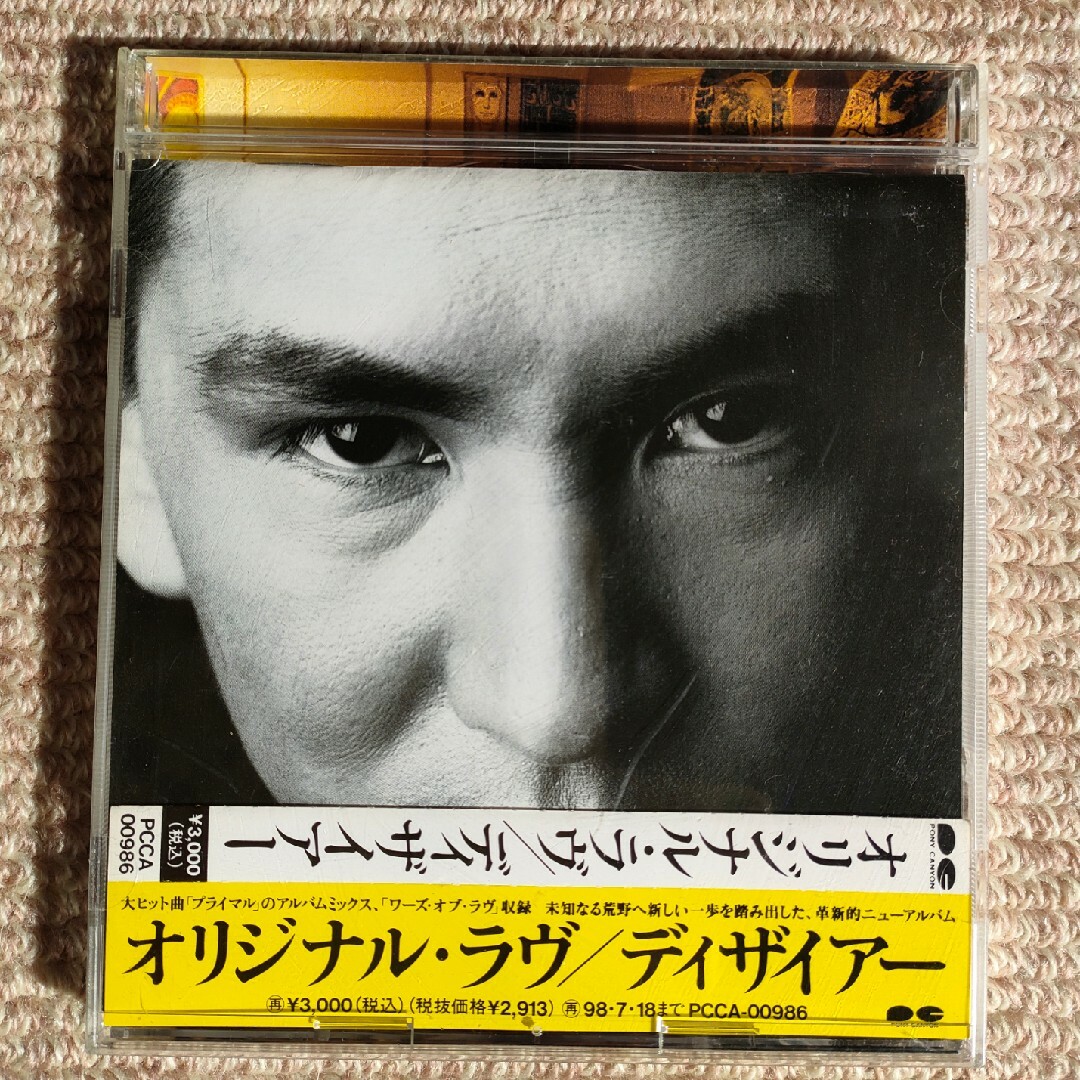 オリジナル・ラヴ/ディザイアー
¥3,000
(税込)
PCCA
00986
PONY CANYON
大ヒット曲「プライマル」のアルバムミックス、「ワーズ・オブ・ラヴ」収録 未知なる荒野へ新しい一歩を踏み出した、革新的ニューアルバム
オリジナル・ラヴ/ディザイアー
再¥3,000(税込)(税抜価格¥2,913) 再98・7・18まで PCCA-00986
PONY CANYON